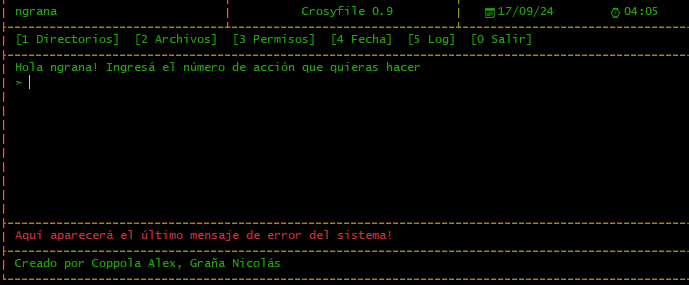 ngrana Crosyfile 0.9 17/09/24 04:05
[1 Directorios] [2 Archivos] [3 Permisos] [4 Fecha] [5 Log] [0 Salir]
Hola ngrana! Ingresá el número de acción que quieras hacer
➣
Aquí aparecerá el último mensaje de error del sistema!
Creado por Coppola Alex, Graña Nicolás